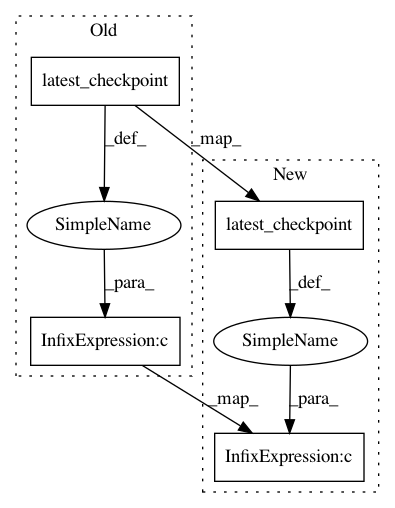 Old
latest_checkpoint
_def_
_map_
New
SimpleName
latest_checkpoint
_para_
_def_
InfixExpression:c
SimpleName
_map_
_para_
InfixExpression:c